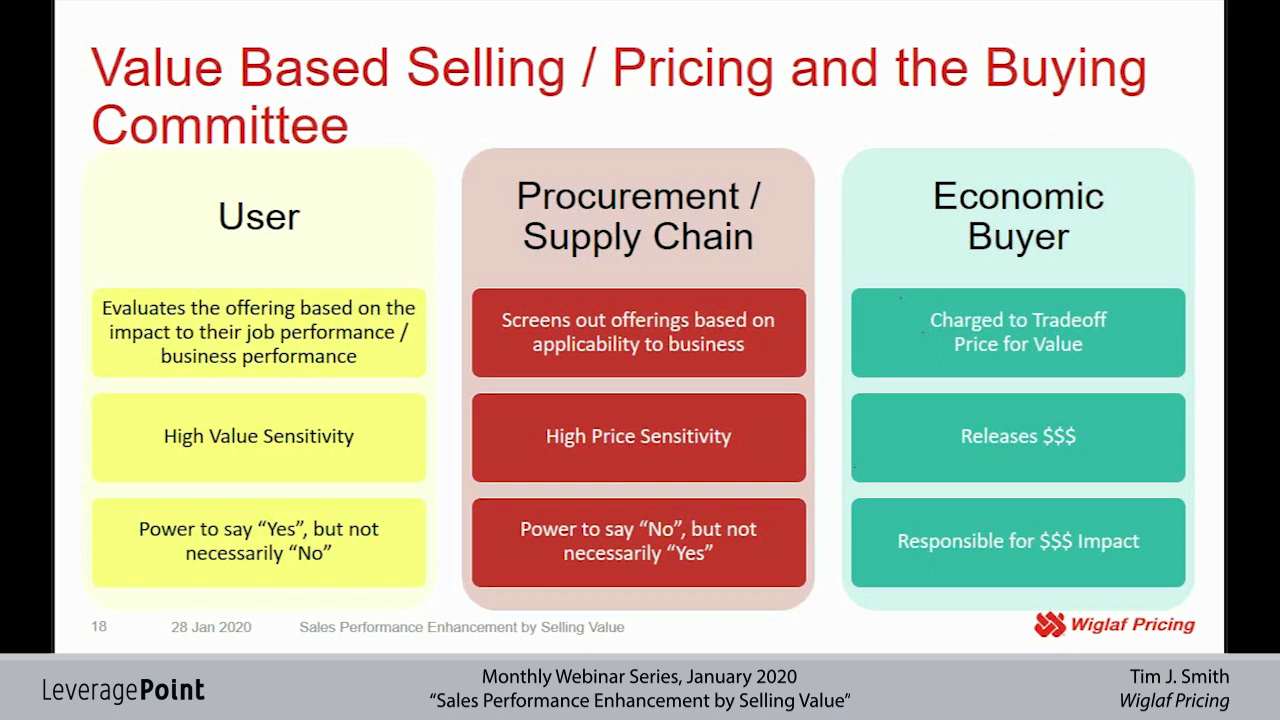 Value Based Selling / Pricing and the Buying
Committee
User
Evaluates the offering based on the
impact to their job performance /
business performance
High Value Sensitivity
Power to say “Yes”, but not
necessarily “No”
Procurement /
Supply Chain
Screens out offerings based on
applicability to business
High Price Sensitivity
Power to say “No”, but not
necessarily “Yes”
Economic
Buyer
Charged to Tradeoff
Price for Value
Releases $$$
Responsible for $$$ Impact
18 28 Jan 2020 Sales Performance Enhancement by Selling Value
Wiglaf Pricing
LeveragePoint
Monthly Webinar Series, January 2020
“Sales Performance Enhancement by Selling Value”
Tim J. Smith
Wiglaf Pricing